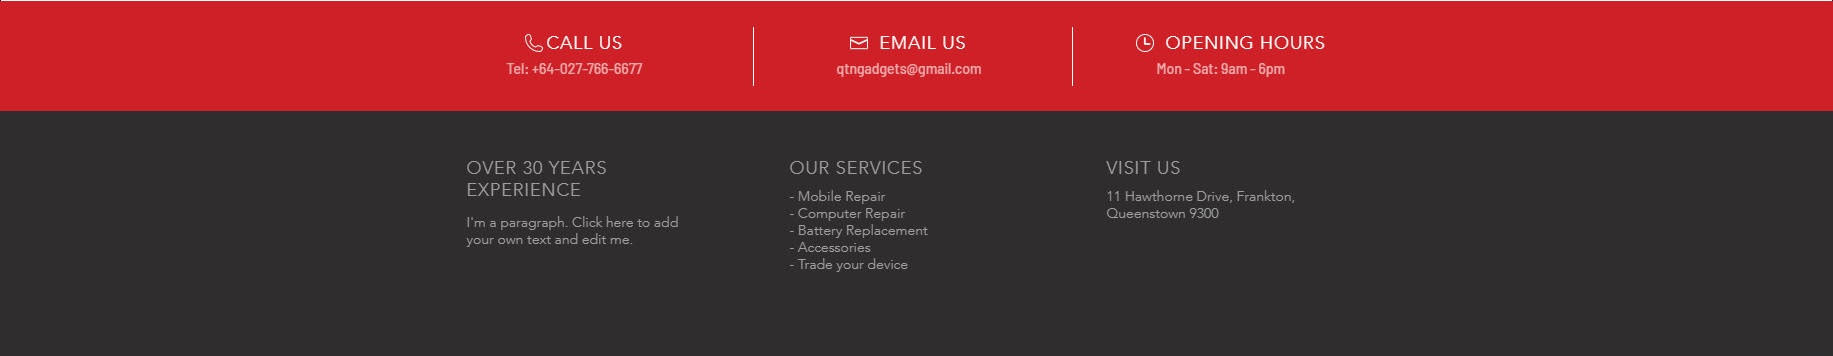 CALL US
Tel: +64-027-766-6677
EMAIL US
qtngadgets@gmail.com
OPENING HOURS
Mon - Sat: 9am - 6pm
OVER 30 YEARS
EXPERIENCE
I'm a paragraph. Click here to add
your own text and edit me.
OUR SERVICES
- Mobile Repair
- Computer Repair
- Battery Replacement
- Accessories
- Trade your device
VISIT US
11 Hawthorne Drive, Frankton,
Queenstown 9300